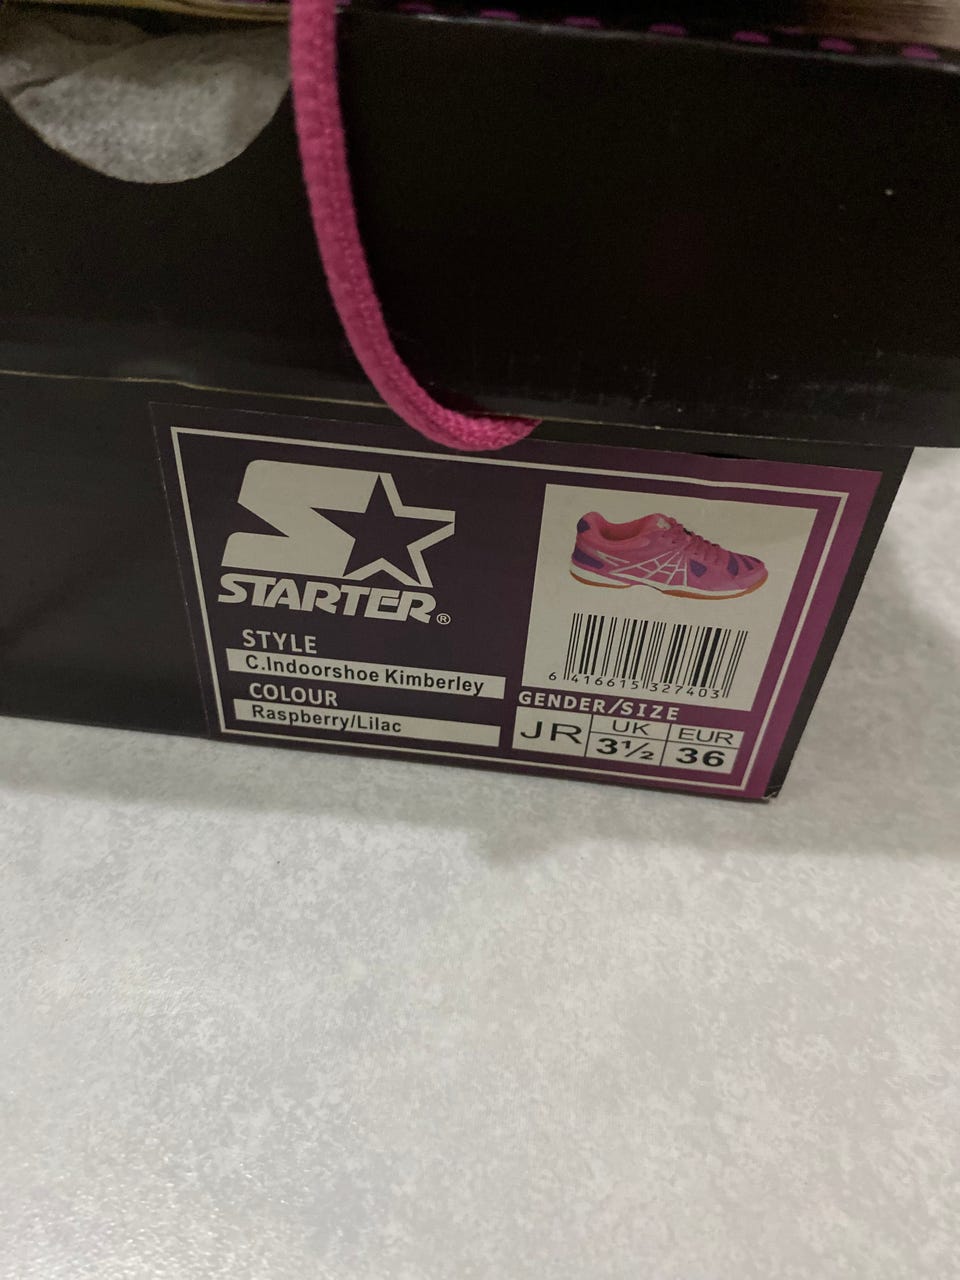 STARTER®
STYLE
C.Indoorshoe Kimberley
COLOUR
Raspberry/Lilac
6 416615 327403
GENDER/SIZE
JR UK EUR
3½ 36